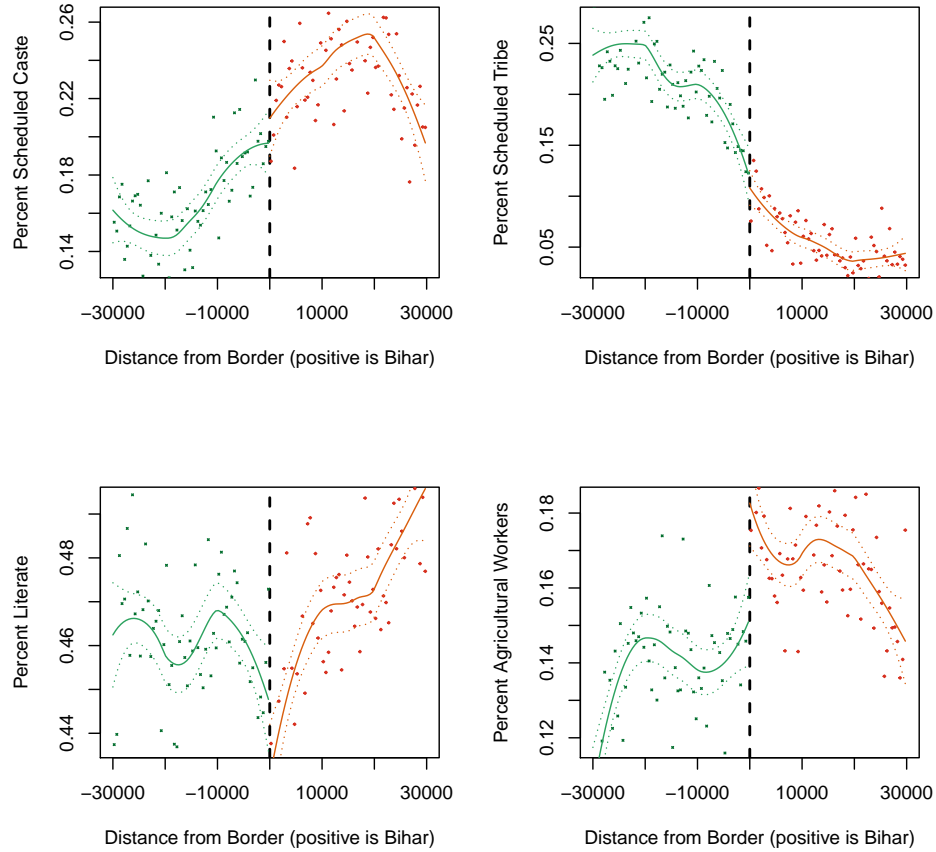 Percent Scheduled Caste
0.26
0.22
0.18
0.14
−30000 −10000 10000 30000
Distance from Border (positive is Bihar)
Percent Scheduled Tribe
0.25
0.15
0.05
−30000 −10000 10000 30000
Distance from Border (positive is Bihar)
Percent Literate
0.48
0.46
0.44
−30000 −10000 10000 30000
Distance from Border (positive is Bihar)
Percent Agricultural Workers
0.18
0.16
0.14
0.12
−30000 −10000 10000 30000
Distance from Border (positive is Bihar)